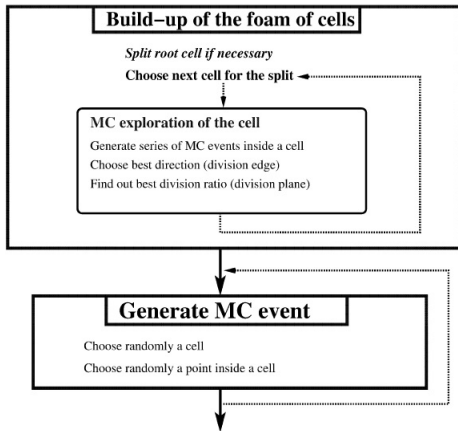 Build-up of the foam of cells
Split root cell if necessary
Choose next cell for the split
MC exploration of the cell
Generate series of MC events inside a cell
Choose best direction (division edge)
Find out best division ratio (division plane)
Generate MC event
Choose randomly a cell
Choose randomly a point inside a cell